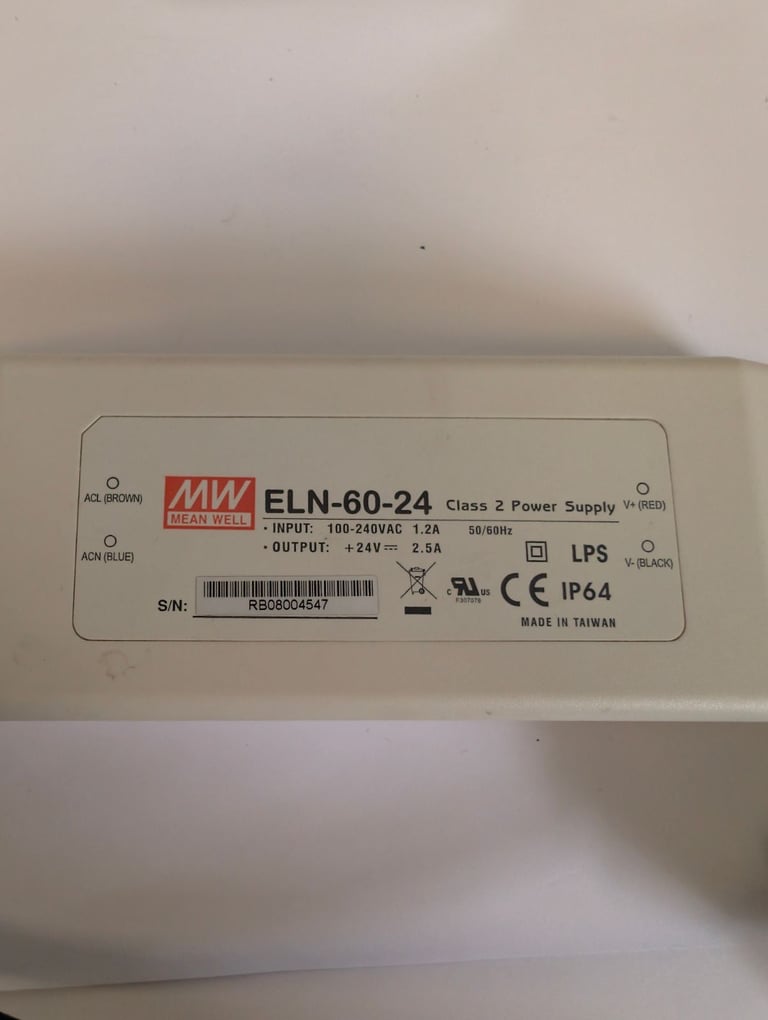 ACL (BROWN)
ACN (BLUE)
MW
MEAN WELL
ELN-60-24 Class 2 Power Supply
• INPUT: 100-240VAC 1.2A 50/60Hz
• OUTPUT: +24V⎓ 2.5A
V+ (RED)
V- (BLACK)
LPS
S/N: RB08004547
c RU US
CE IP64
MADE IN TAIWAN